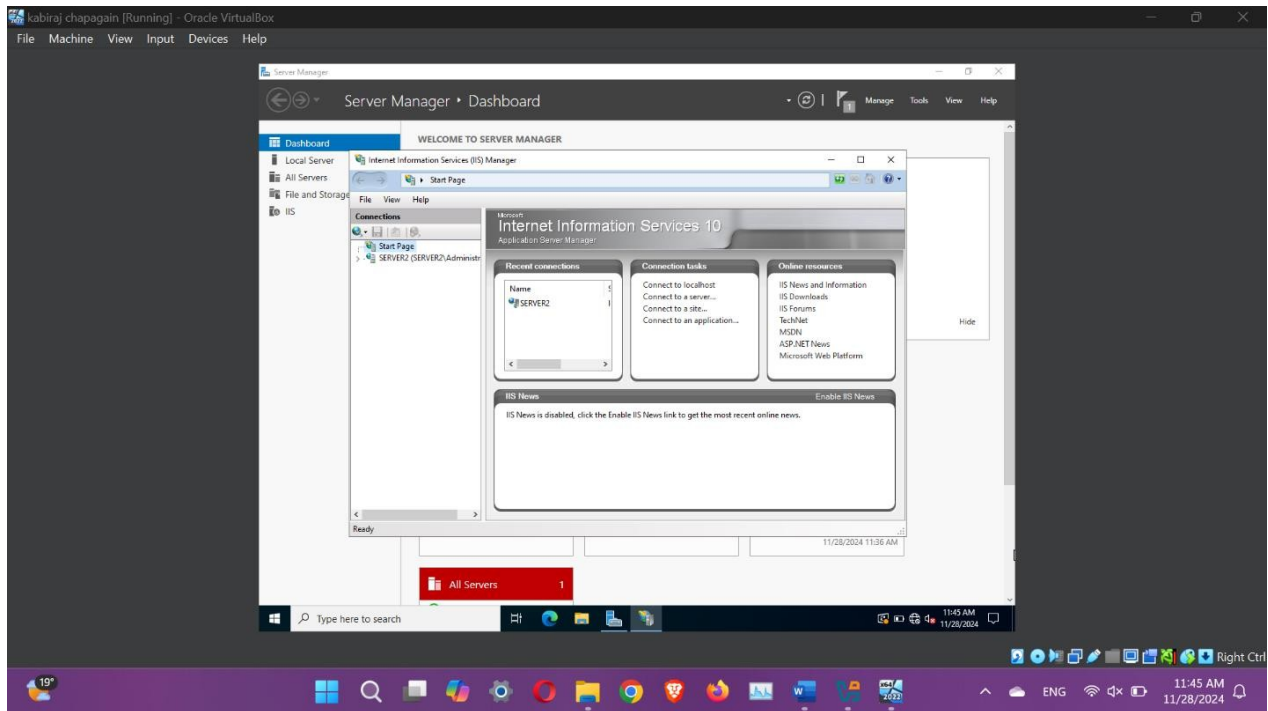 kabiraj chapagain [Running] - Oracle VirtualBox
File Machine View Input Devices Help
Server Manager
Server Manager • Dashboard
1
Manage Tools View Help
Dashboard
Local Server
All Servers
File and Storage
IIS
WELCOME TO SERVER MANAGER
Internet Information Services (IIS) Manager
Start Page
File View Help
Connections
Start Page
SERVER2 (SERVER2\Administr
Microsoft
Internet Information Services 10
Application Server Manager
Recent connections
Name
SERVER2
Connection tasks
Connect to localhost
Connect to a server...
Connect to a site...
Connect to an application...
Online resources
IIS News and Information
IIS Downloads
IIS Forums
TechNet
MSDN
ASP.NET News
Microsoft Web Platform
Hide
IIS News
Enable IIS News
IIS News is disabled, click the Enable IIS News link to get the most recent online news.
Ready
11/28/2024 11:36 AM
All Servers 1
Type here to search
11:45 AM
11/28/2024
Right Ctrl
19°
X64
2022
ENG
11:45 AM
11/28/2024